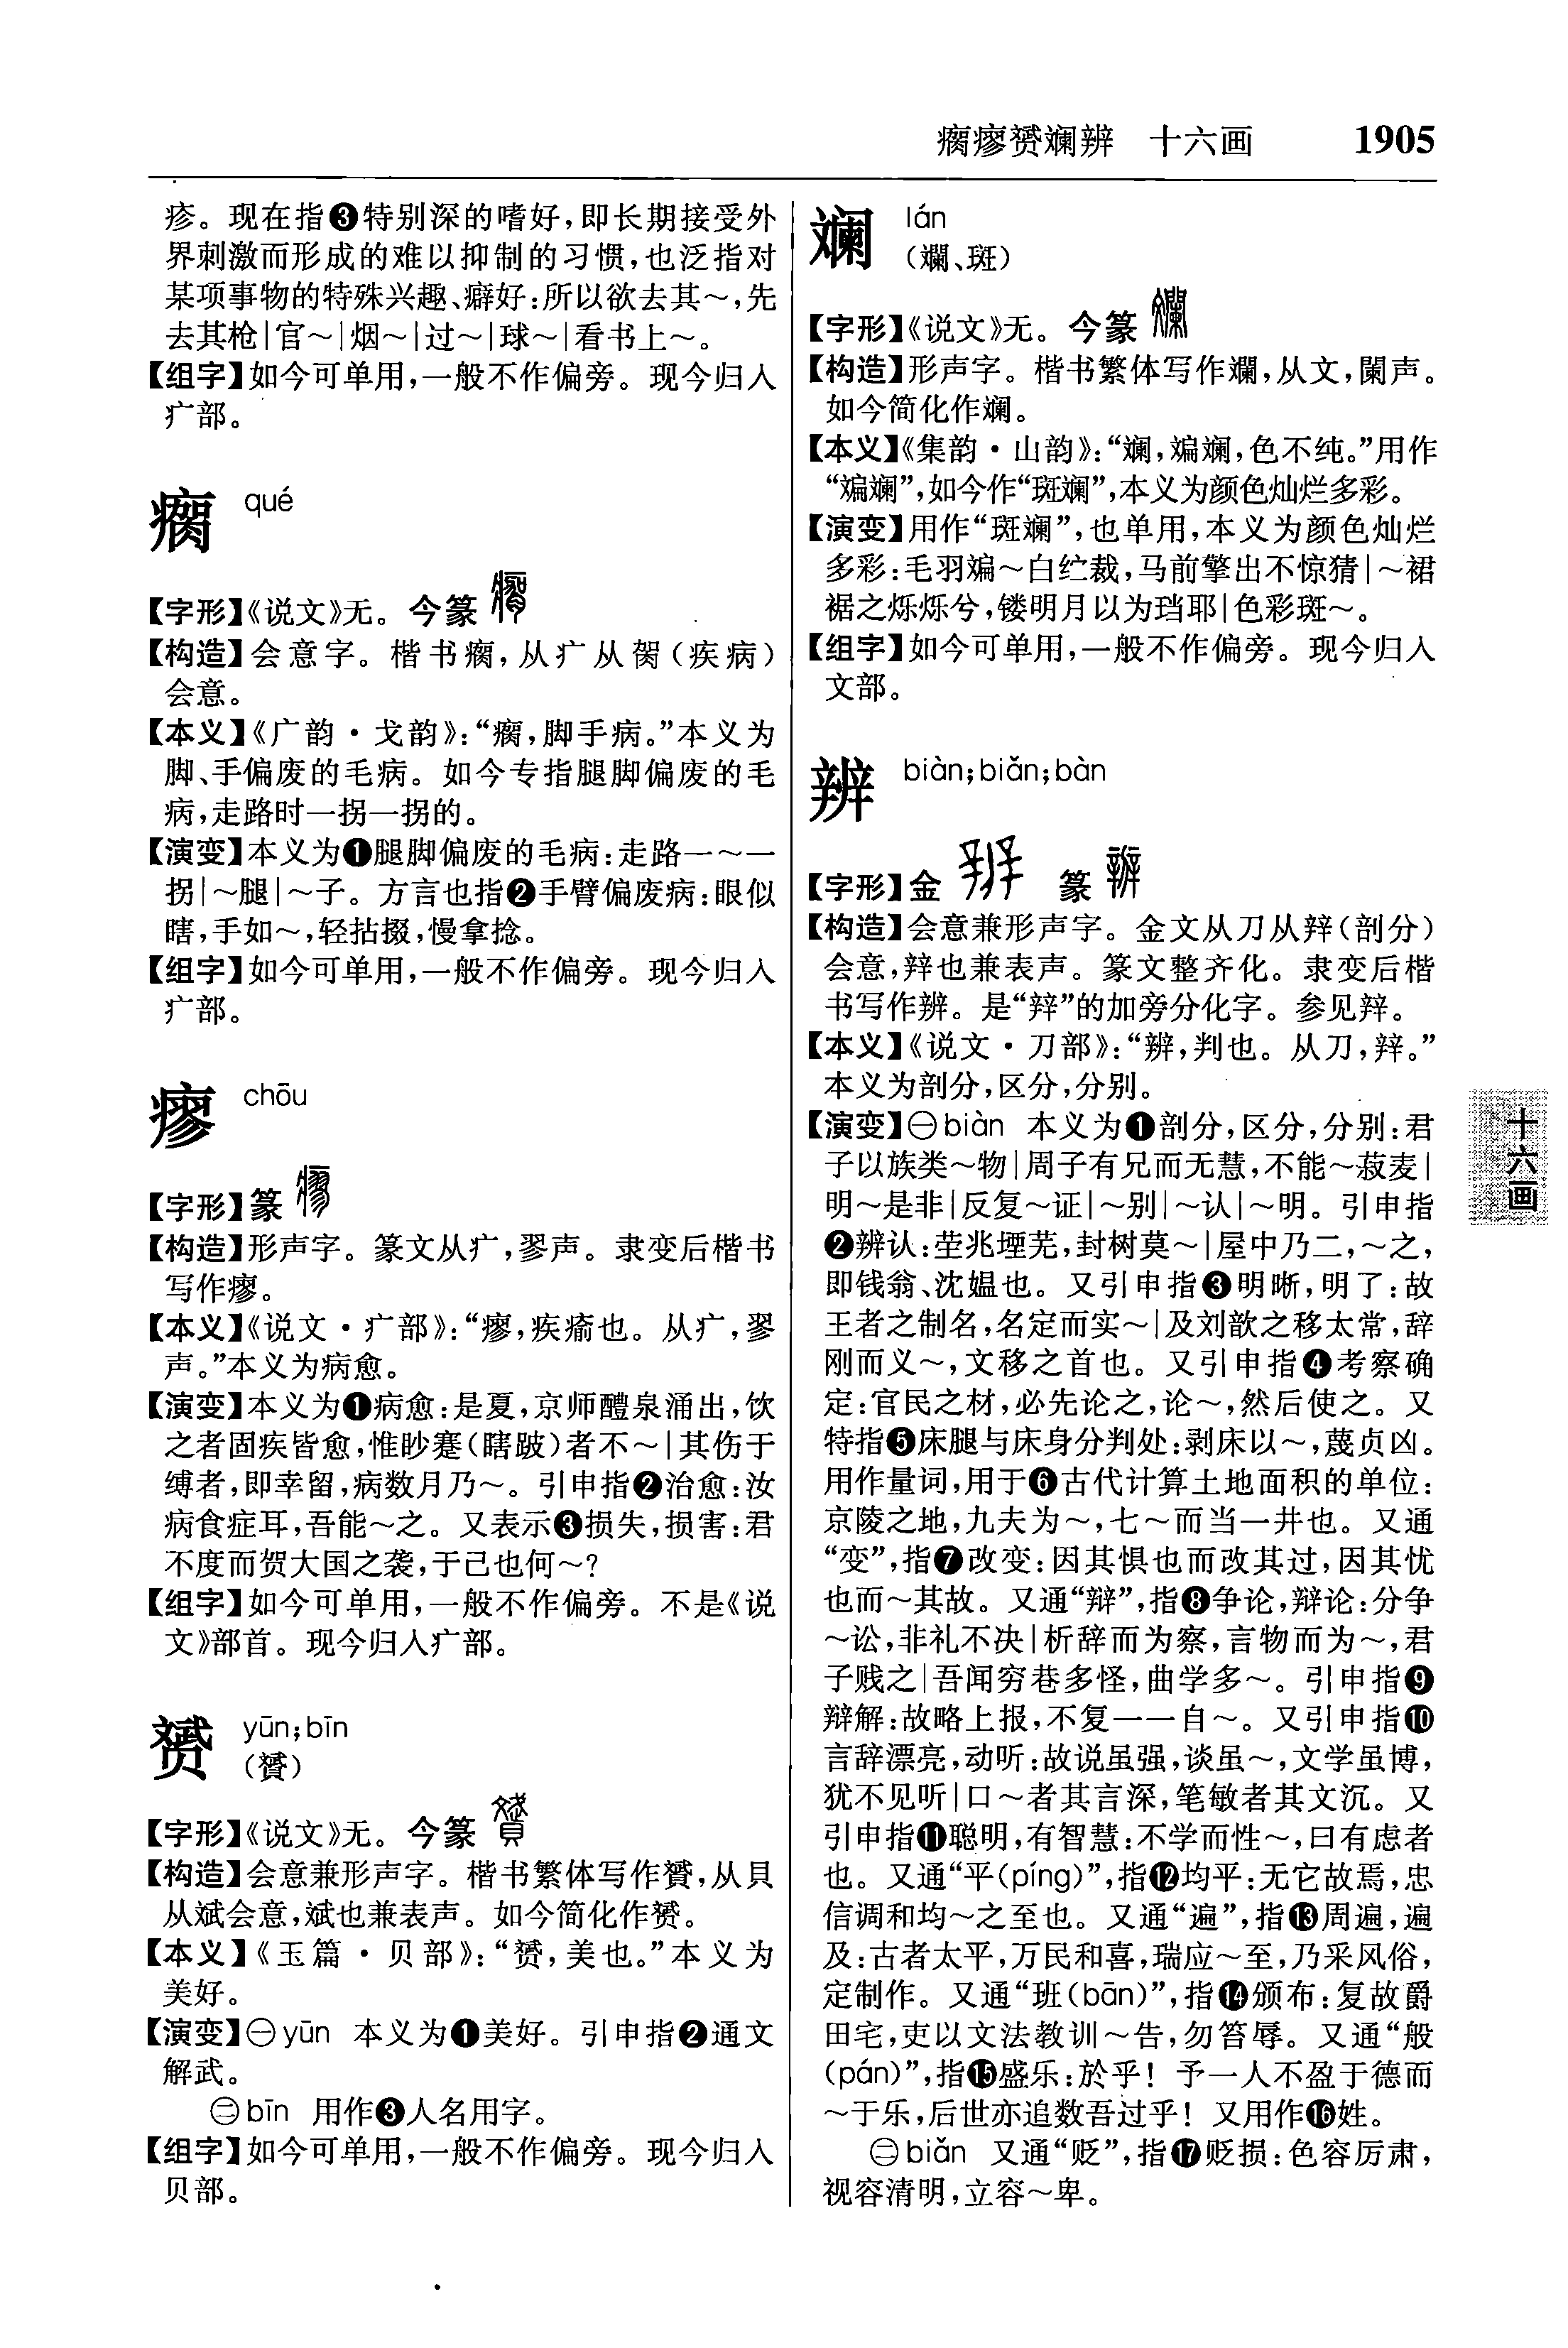 瘸瘳赟斓辨　十六画　1905
疹。现在指❸特别深的嗜好,即长期接受外
界刺激而形成的难以抑制的习惯,也泛指对
某项事物的特殊兴趣、癖好:所以欲去其～,先
去其枪|官～|烟～|过～|球～|看书上～。
【组字】如今可单用,一般不作偏旁。现今归入
疒部。
瘸 qué
【字形】《说文》无。今篆
【构造】会意字。楷书瘸,从疒从䯊(疾病)
会意。
【本义】《广韵·戈韵》:“瘸,脚手病。”本义为
脚、手偏废的毛病。如今专指腿脚偏废的毛
病,走路时一拐一拐的。
【演变】本义为❶腿脚偏废的毛病:走路一～一
拐|～腿|～子。方言也指❷手臂偏废病:眼似
瞎,手如～,轻拈掇,慢拿捻。
【组字】如今可单用,一般不作偏旁。现今归入
疒部。
瘳 chōu
【字形】篆
【构造】形声字。篆文从疒,翏声。隶变后楷书
写作瘳。
【本义】《说文·疒部》:“瘳,疾瘉也。从疒,翏
声。”本义为病愈。
【演变】本义为❶病愈:是夏,京师醴泉涌出,饮
之者固疾皆愈,惟眇蹇(瞎跛)者不～|其伤于
缚者,即幸留,病数月乃～。引申指❷治愈:汝
病食症耳,吾能～之。又表示❸损失,损害:君
不度而贺大国之袭,于己也何～?
【组字】如今可单用,一般不作偏旁。不是《说
文》部首。现今归入疒部。
赟 yūn;bīn
(贇)
【字形】《说文》无。今篆
【构造】会意兼形声字。楷书繁体写作贇,从貝
从斌会意,斌也兼表声。如今简化作赟。
【本义】《玉篇·贝部》:“赟,美也。”本义为
美好。
【演变】㊀yūn 本义为❶美好。引申指❷通文
解武。
㊁bīn 用作❸人名用字。
【组字】如今可单用,一般不作偏旁。现今归入
贝部。
斓 lán
(斕、斑)
【字形】《说文》无。今篆
【构造】形声字。楷书繁体写作斕,从文,闌声。
如今简化作斓。
【本义】《集韵·山韵》:“斓,斒斓,色不纯。”用作
“斒斓”,如今作“斑斓”,本义为颜色灿烂多彩。
【演变】用作“斑斓”,也单用,本义为颜色灿烂
多彩:毛羽斒～白纻裁,马前擎出不惊猜|～裙
裾之烁烁兮,镂明月以为珰耶|色彩斑～。
【组字】如今可单用,一般不作偏旁。现今归入
文部。
辨 biàn;biǎn;bàn
【字形】金 篆
【构造】会意兼形声字。金文从刀从辡(剖分)
会意,辡也兼表声。篆文整齐化。隶变后楷
书写作辨。是“辡”的加旁分化字。参见辡。
【本义】《说文·刀部》:“辨,判也。从刀,辡。”
本义为剖分,区分,分别。
【演变】㊀biàn 本义为❶剖分,区分,分别:君
子以族类～物|周子有兄而无慧,不能～菽麦|
明～是非|反复～证|～别|～认|～明。引申指
❷辨认:茔兆堙芜,封树莫～|屋中乃二,～之,
即钱翁、沈媪也。又引申指❸明晰,明了:故
王者之制名,名定而实～|及刘歆之移太常,辞
刚而义～,文移之首也。又引申指❹考察确
定:官民之材,必先论之,论～,然后使之。又
特指❺床腿与床身分判处:剥床以～,蔑贞凶。
用作量词,用于❻古代计算土地面积的单位:
京陵之地,九夫为～,七～而当一井也。又通
“变”,指❼改变:因其惧也而改其过,因其忧
也而～其故。又通“辩”,指❽争论,辩论:分争
～讼,非礼不决|析辞而为察,言物而为～,君
子贱之|吾闻穷巷多怪,曲学多～。引申指❾
辩解:故略上报,不复一一自～。又引申指❿
言辞漂亮,动听:故说虽强,谈虽～,文学虽博,
犹不见听|口～者其言深,笔敏者其文沉。又
引申指⓫聪明,有智慧:不学而性～,曰有虑者
也。又通“平(píng)”,指⓬均平:无它故焉,忠
信调和均～之至也。又通“遍”,指⓭周遍,遍
及:古者太平,万民和喜,瑞应～至,乃采风俗,
定制作。又通“班(bān)”,指⓮颁布:复故爵
田宅,吏以文法教训～告,勿笞辱。又通“般
(pán)”,指⓯盛乐:於乎! 予一人不盈于德而
～于乐,后世亦追数吾过乎! 又用作⓰姓。
㊁biǎn 又通“贬”,指⓱贬损:色容厉肃,
视容清明,立容～卑。
十六画